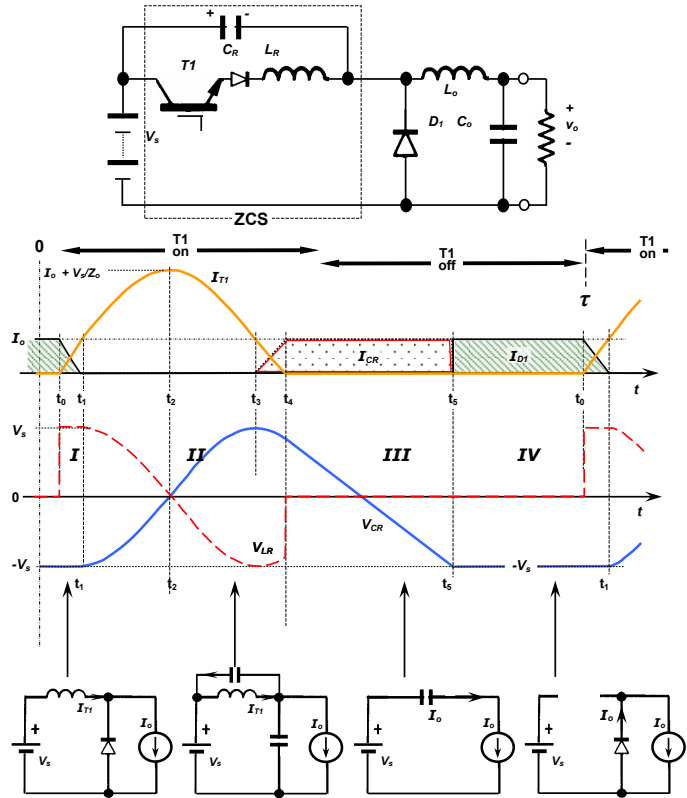 + -
C_R L_R
T1
V_s
D_1 C_o
L_o
+
v_o
-
ZCS
0
T1
on
T1
off
T1
on
I_o + V_s/Z_o
I_T1
τ
I_o
I_CR
I_D1
t_0 t_1 t_2 t_3 t_4 t_5 t_0 t
V_s
I II III IV
0
t
V_LR
V_CR
-V_s
t_1 t_2 t_5 -V_s t_1
I_T1
+
V_s
I_o
I_T1
+
V_s
I_o
I_o
+
V_s
I_o
I_o
+
V_s
I_o